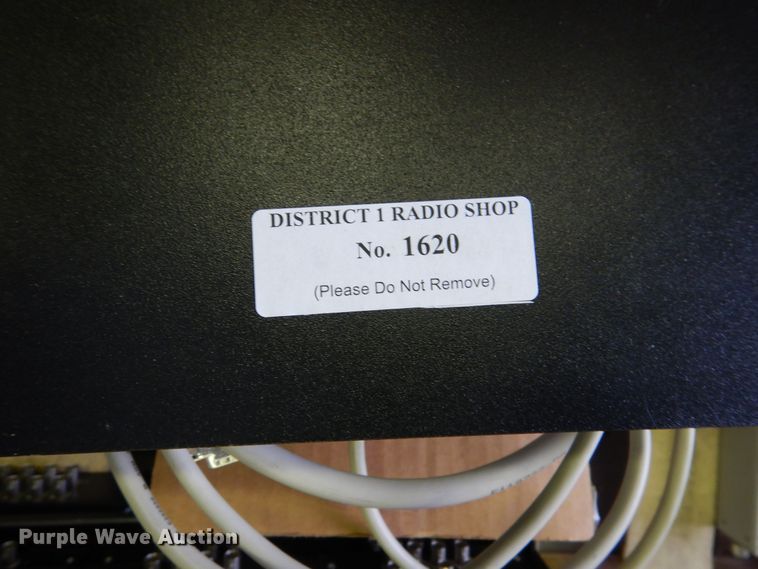 DISTRICT 1 RADIO SHOP
No. 1620
(Please Do Not Remove)
Purple Wave Auction